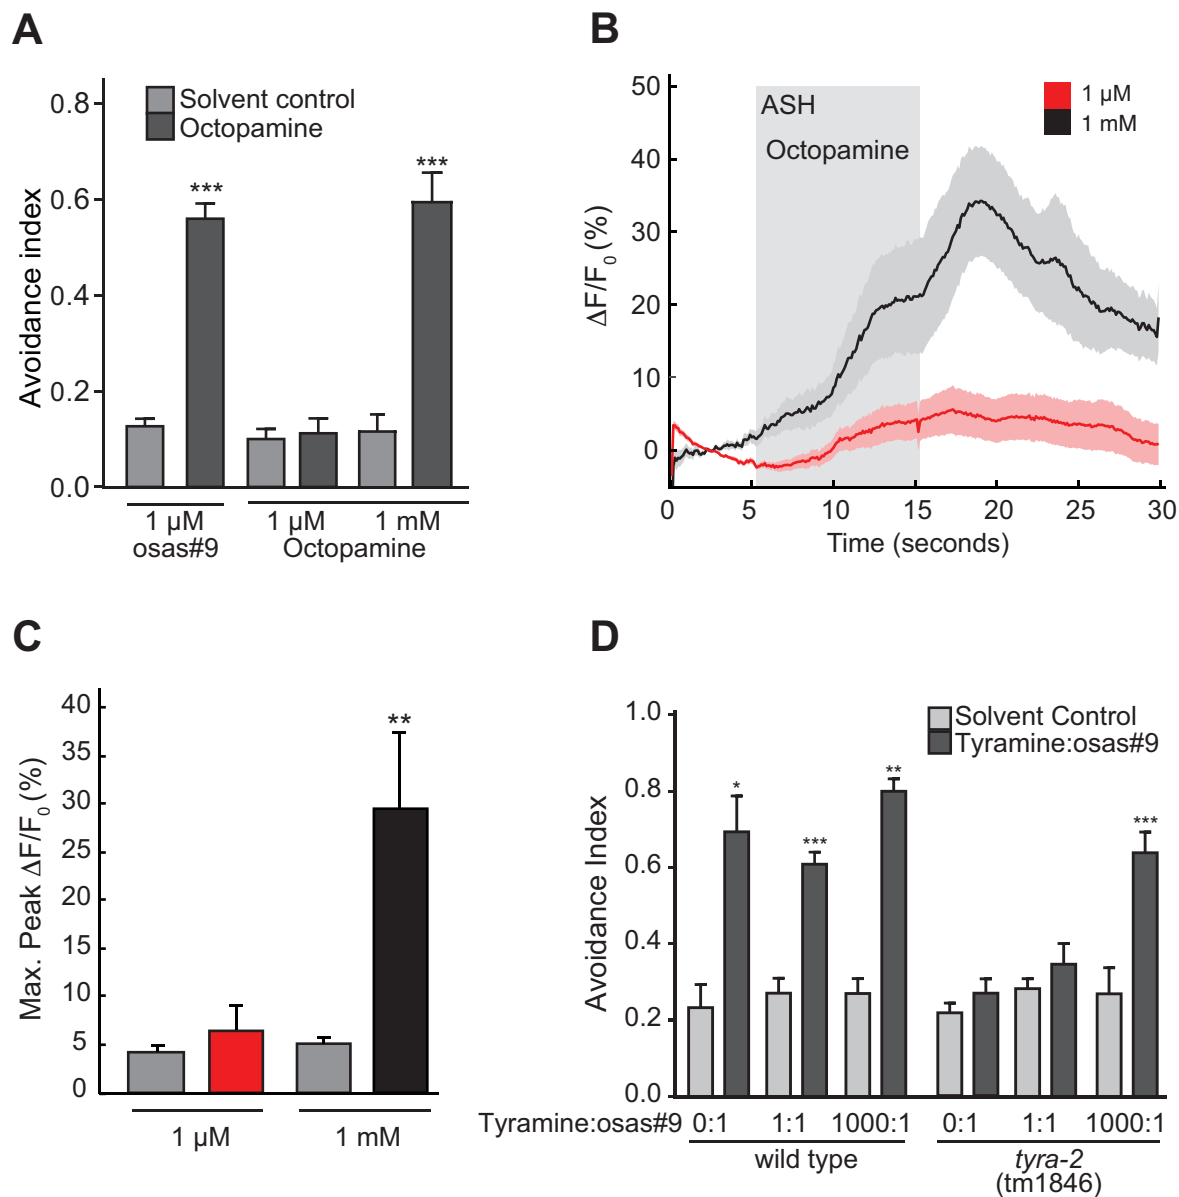 A
Solvent control
Octopamine
Avoidance index
0.8
0.6
0.4
0.2
0.0
***
***
1 µM
1 µM
1 mM
osas#9
Octopamine
B
ΔF/F0 (%)
50
40
30
20
10
0
ASH
Octopamine
1 µM
1 mM
0 5 10 15 20 25 30
Time (seconds)
C
Max. Peak ΔF/F0 (%)
40
35
30
25
20
15
10
5
0
**
1 µM
1 mM
D
Avoidance Index
1.0
0.8
0.6
0.4
0.2
0.0
Solvent Control
Tyramine:osas#9
*
***
**
***
Tyramine:osas#9 0:1 1:1 1000:1 0:1 1:1 1000:1
wild type
tyra-2
(tm1846)